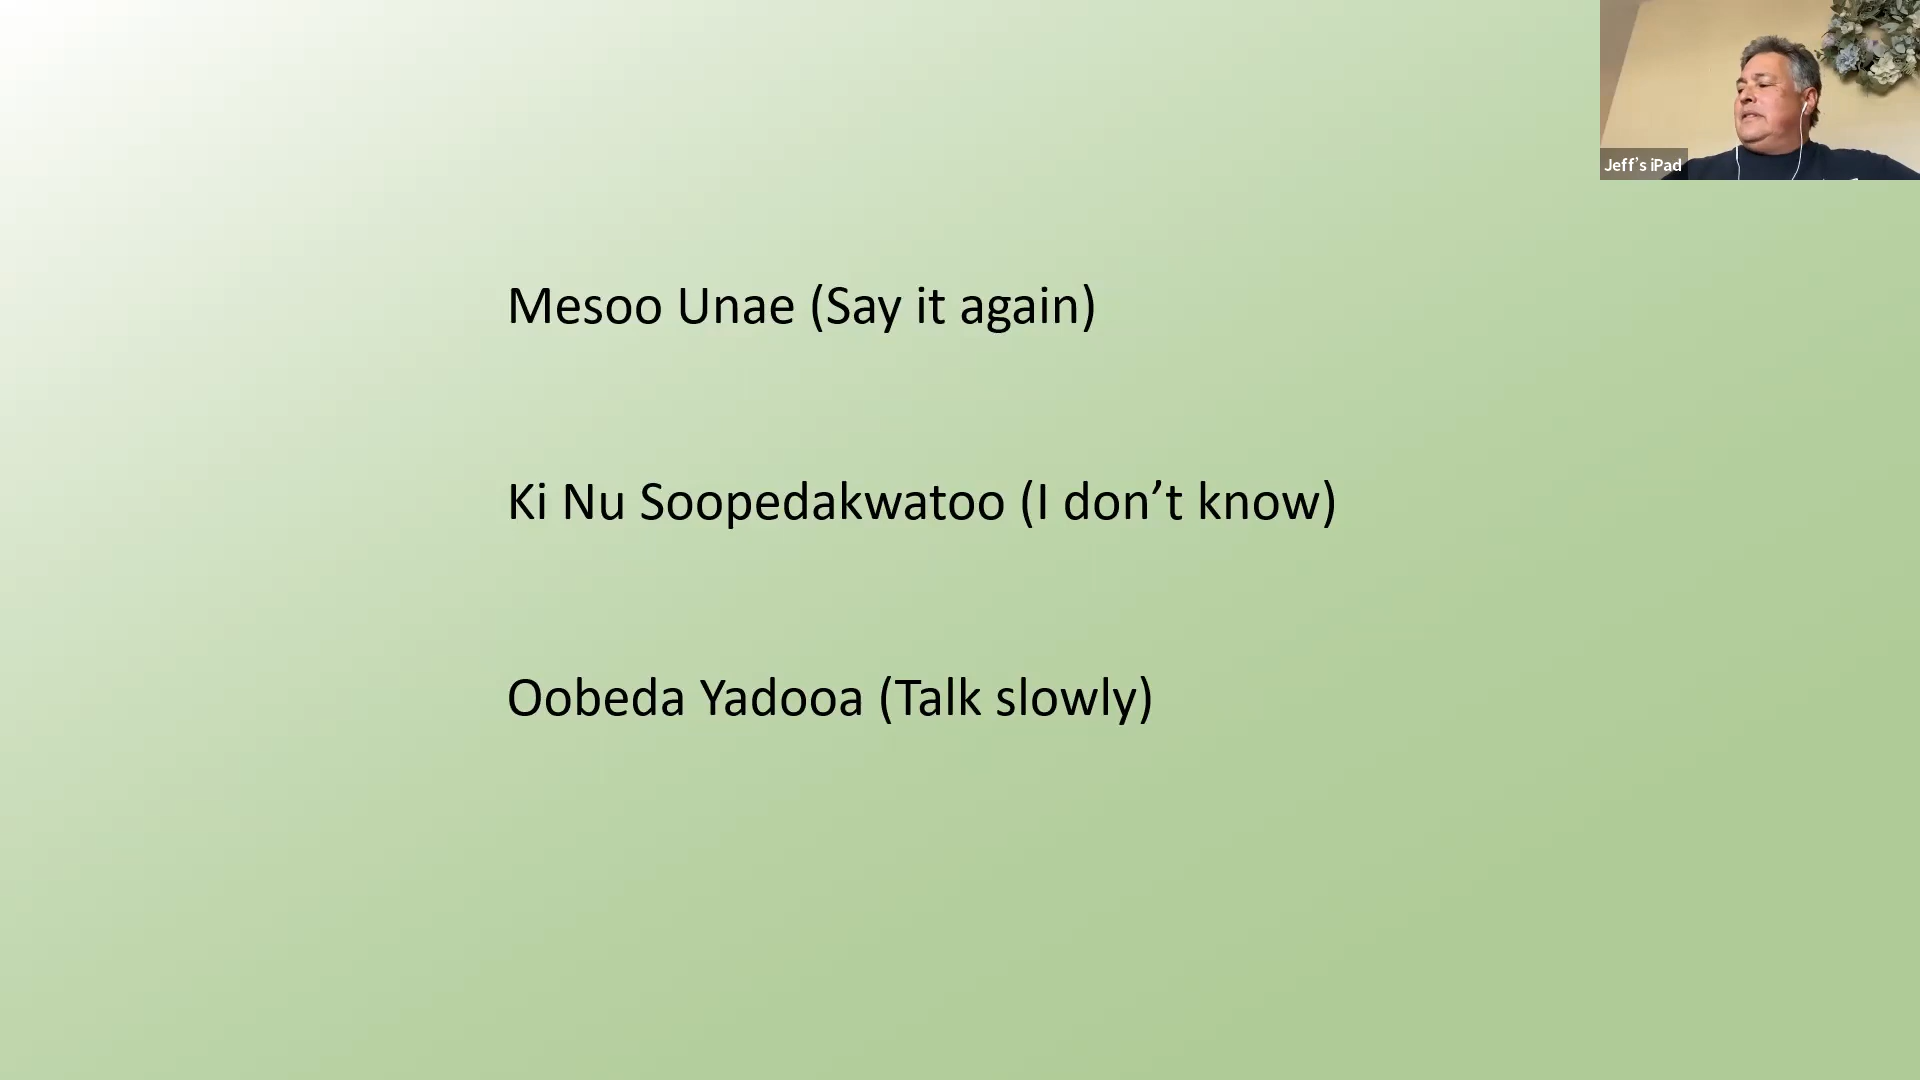 Jeff’s iPad
Mesoo Unae (Say it again)
Ki Nu Soopedakwatoo (I don’t know)
Oobeda Yadooa (Talk slowly)